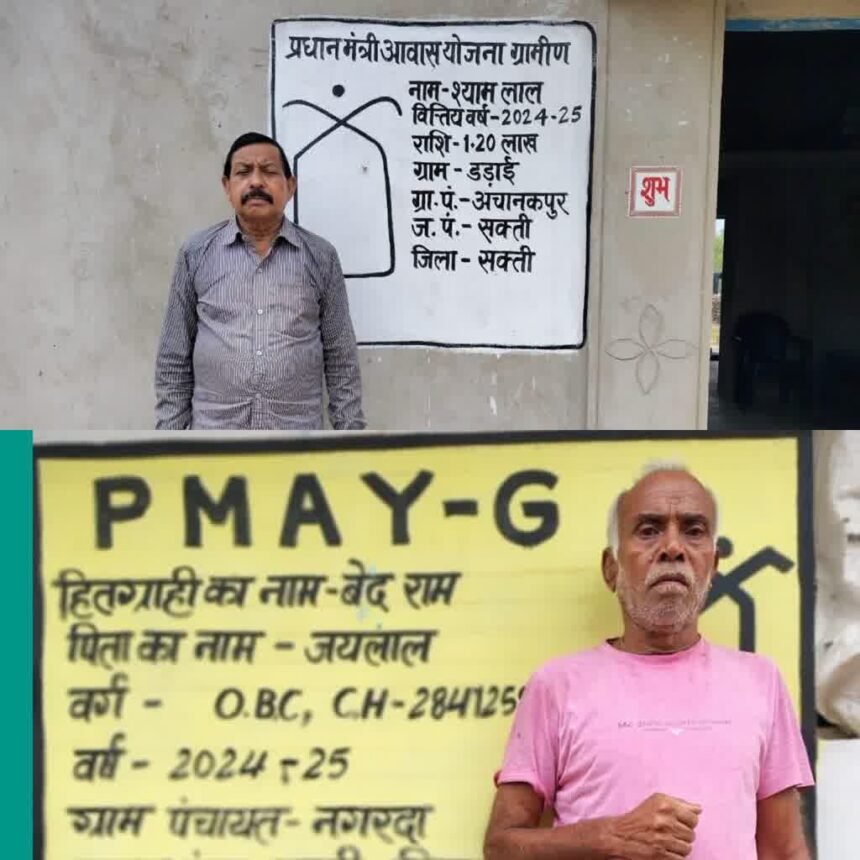 प्रधान मंत्री आवास योजना ग्रामीण
नाम - श्याम लाल
वित्तिय वर्ष - 2024-25
राशि - 1.20 लाख
ग्राम - डड़ाई
ग्रा. पं. - अचानकपुर
ज. पं. - सक्ती
जिला - सक्ती
शुभ
PMAY-G
हितग्राही का नाम - बेद राम
पिता का नाम - जयलाल
वर्ग - O.B.C, C.H-2841259
वर्ष - 2024-25
ग्राम पंचायत - नगरदा